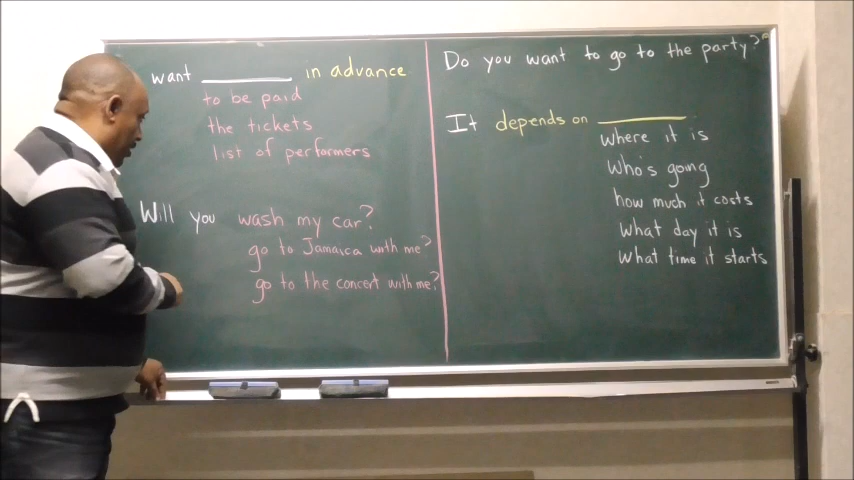 want ________ in advance
to be paid
the tickets
list of performers
Will you wash my car?
go to Jamaica with me?
go to the concert with me?
Do you want to go to the party?
It depends on ________
where it is
who's going
how much it costs
what day it is
what time it starts